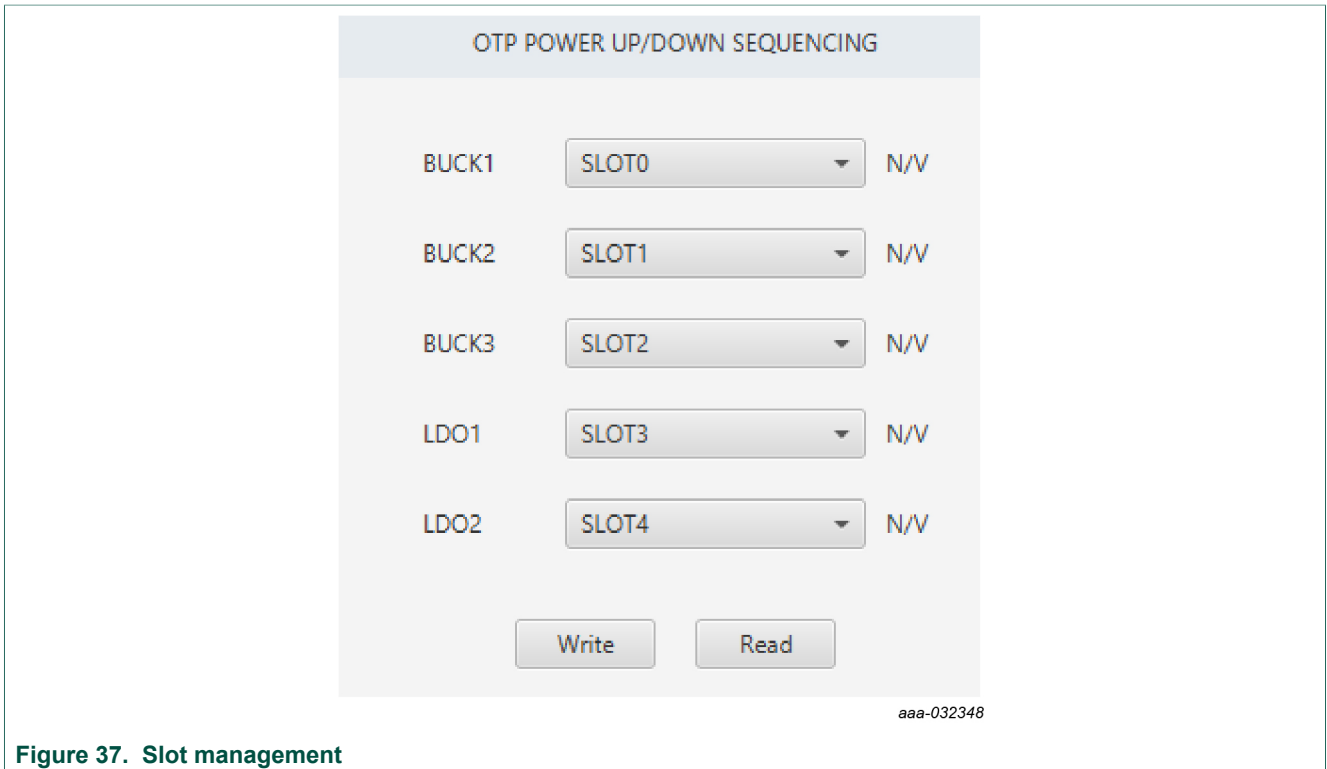 OTP POWER UP/DOWN SEQUENCING
BUCK1 SLOT0 N/V
BUCK2 SLOT1 N/V
BUCK3 SLOT2 N/V
LDO1 SLOT3 N/V
LDO2 SLOT4 N/V
Write Read
aaa-032348
Figure 37. Slot management